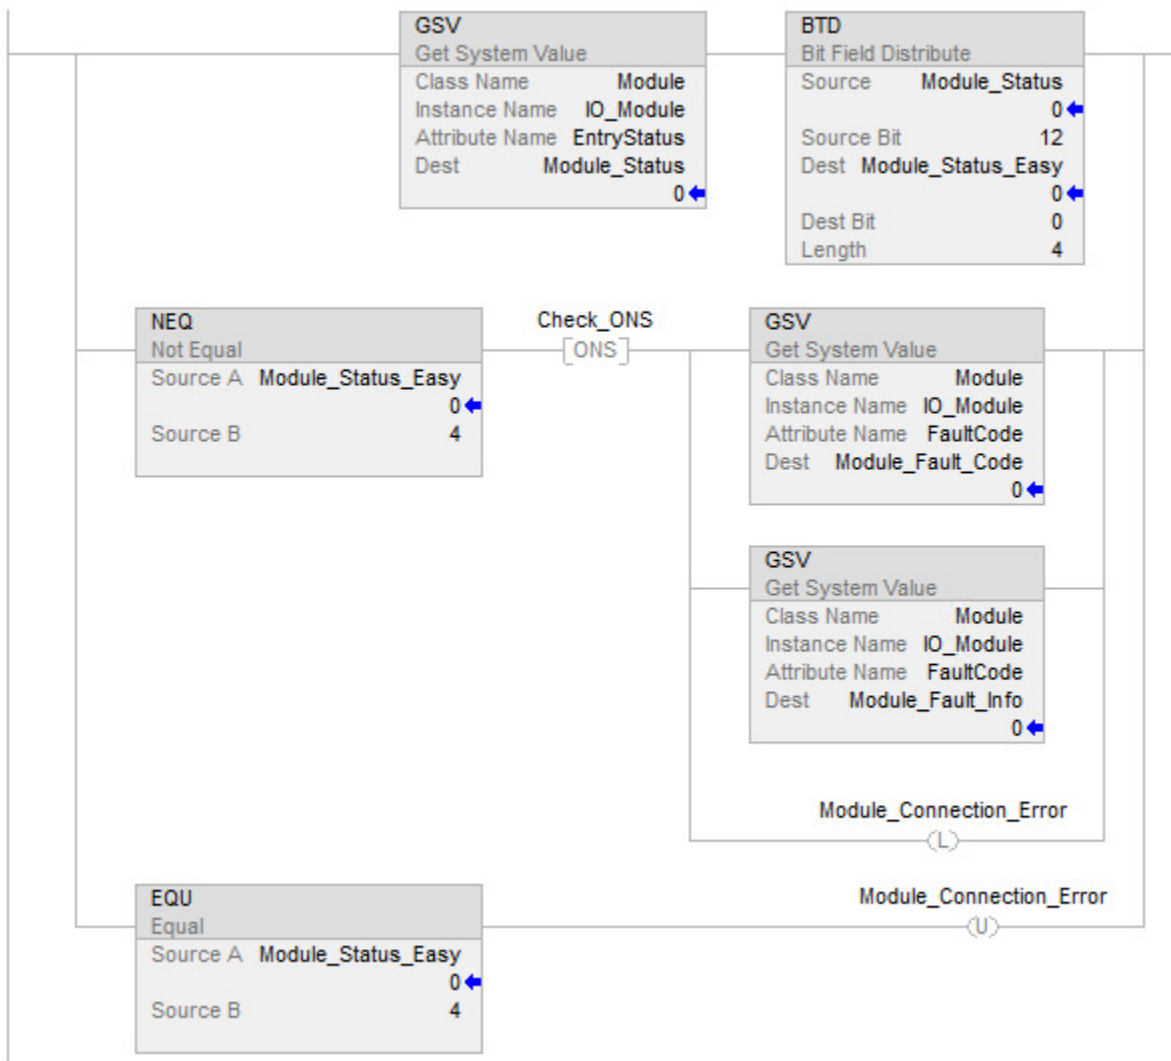 GSV
Get System Value
Class Name Module
Instance Name IO_Module
Attribute Name EntryStatus
Dest Module_Status
0
BTD
Bit Field Distribute
Source Module_Status
0
Source Bit 12
Dest Module_Status_Easy
0
Dest Bit 0
Length 4
NEQ
Not Equal
Source A Module_Status_Easy
0
Source B 4
Check_ONS
ONS
GSV
Get System Value
Class Name Module
Instance Name IO_Module
Attribute Name FaultCode
Dest Module_Fault_Code
0
GSV
Get System Value
Class Name Module
Instance Name IO_Module
Attribute Name FaultCode
Dest Module_Fault_Info
0
Module_Connection_Error
L
EQU
Equal
Source A Module_Status_Easy
0
Source B 4
Module_Connection_Error
U